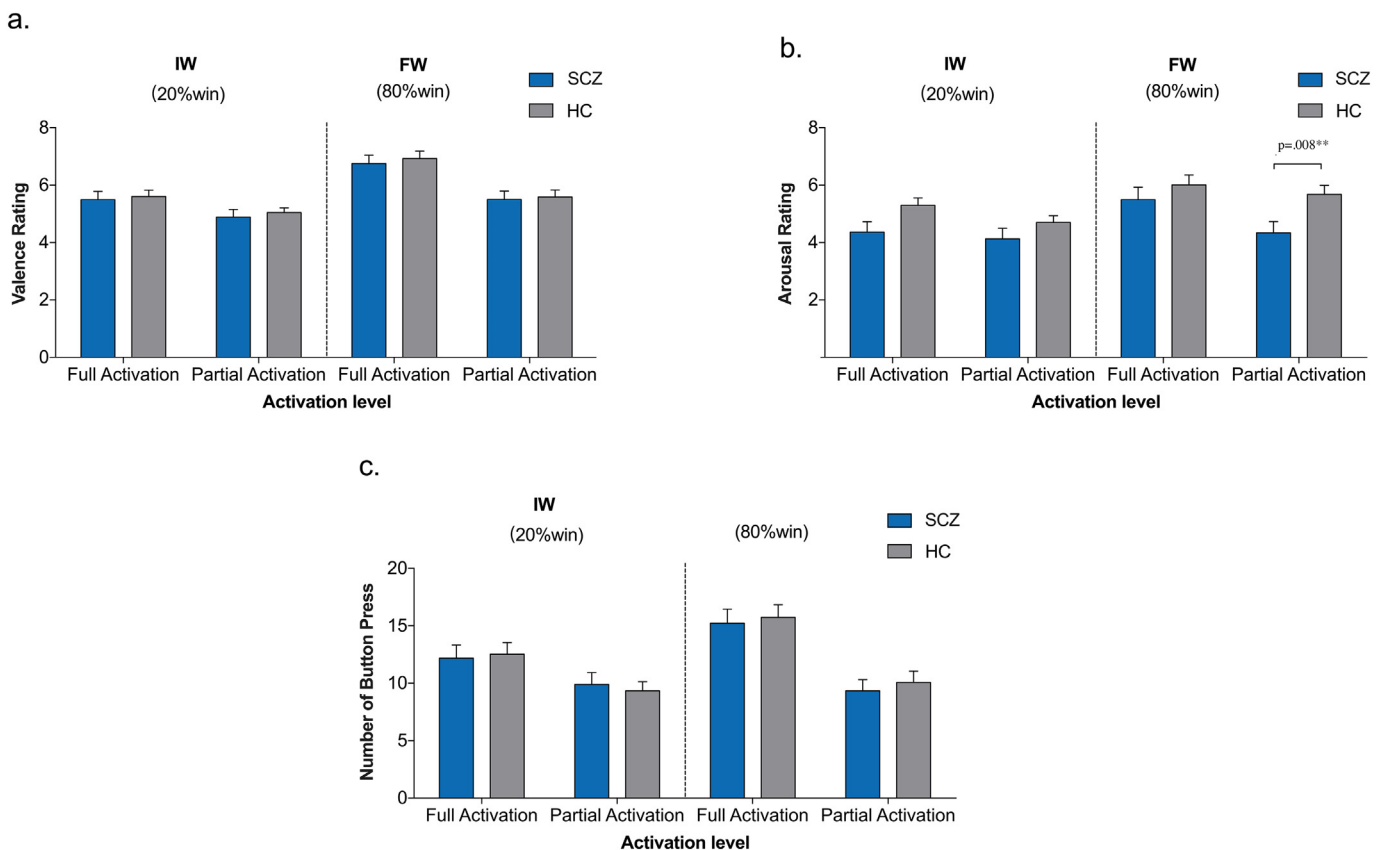 a.
IW
(20%win)
FW
(80%win)
SCZ
HC
8
6
4
2
0
Valence Rating
Full Activation
Partial Activation
Full Activation
Partial Activation
Activation level
b.
IW
(20%win)
FW
(80%win)
SCZ
HC
p=.008**
8
6
4
2
Arousal Rating
Full Activation
Partial Activation
Full Activation
Partial Activation
Activation level
c.
IW
(20%win)
(80%win)
SCZ
HC
20
15
10
5
0
Number of Button Press
Full Activation
Partial Activation
Full Activation
Partial Activation
Activation level